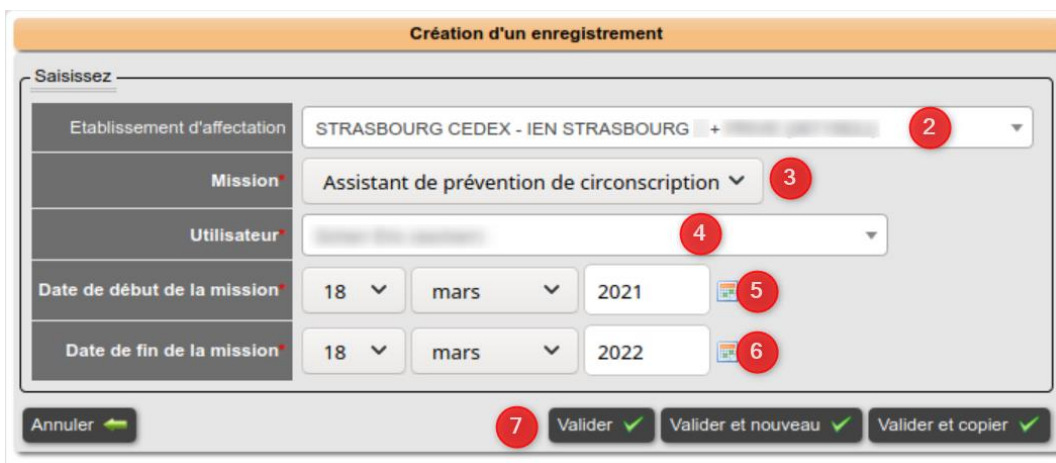 Création d'un enregistrement
Saisissez
Etablissement d'affectation STRASBOURG CEDEX - IEN STRASBOURG + 2
Mission* Assistant de prévention de circonscription 3
Utilisateur* 4
Date de début de la mission* 18 mars 2021 5
Date de fin de la mission* 18 mars 2022 6
Annuler 7 Valider Valider et nouveau Valider et copier